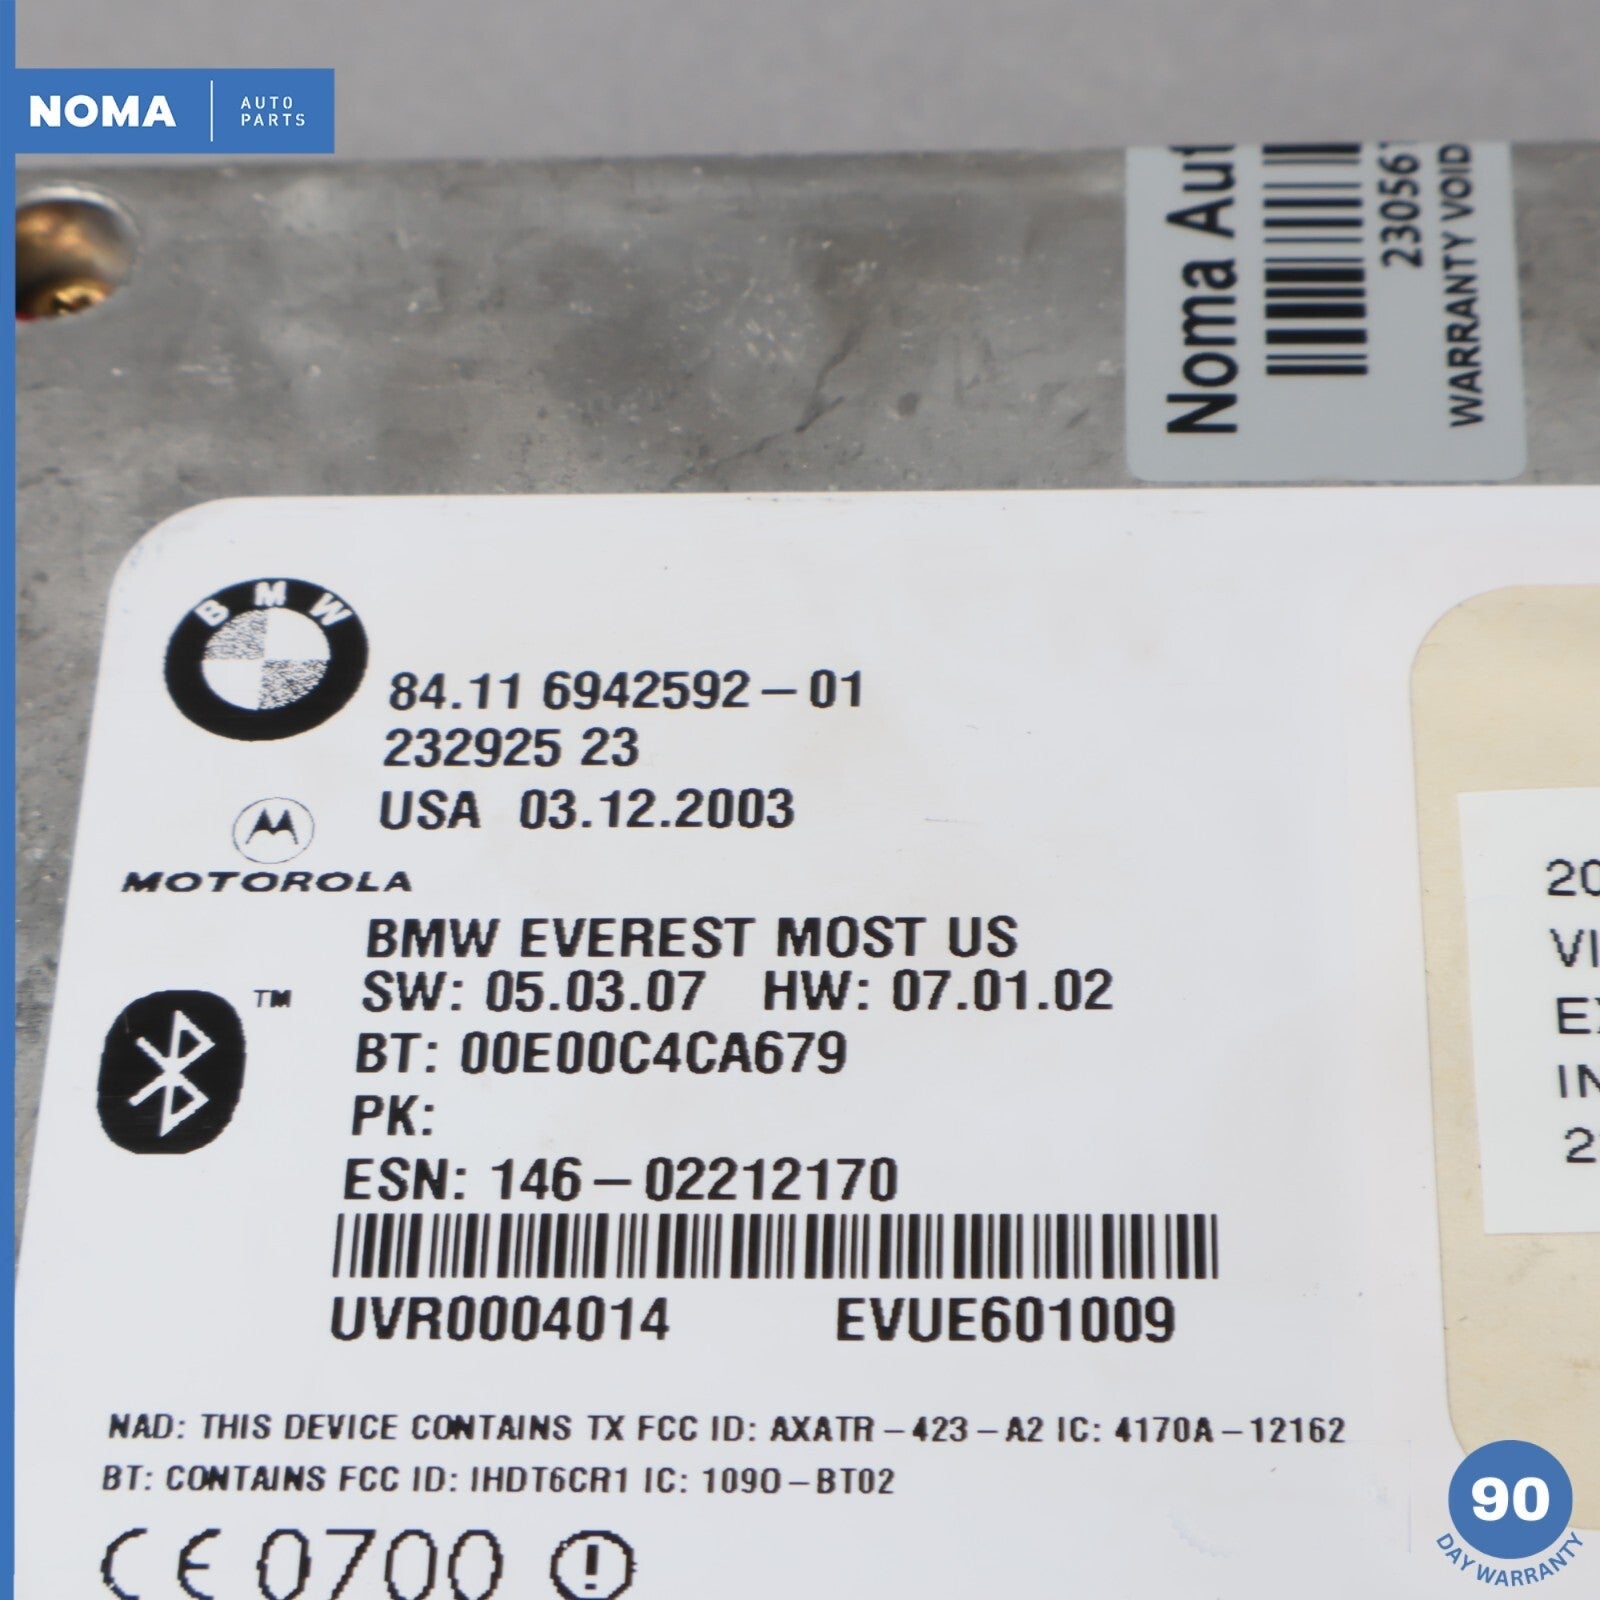 NOMA
AUTO
PARTS
Noma
230561
WARRANTY VOID
BMW
84.11 6942592-01
232925 23
USA 03.12.2003
MOTOROLA
BMW EVEREST MOST US
SW: 05.03.07 HW: 07.01.02
TM
BT: 00E00C4CA679
PK:
ESN: 146-02212170
UVR0004014 EVUE601009
NAD: THIS DEVICE CONTAINS TX FCC ID: AXATR-423-A2 IC: 4170A-12162
BT: CONTAINS FCC ID: IHDT6CR1 IC: 1090-BT02
CE 0700
90
DAY WARRANTY